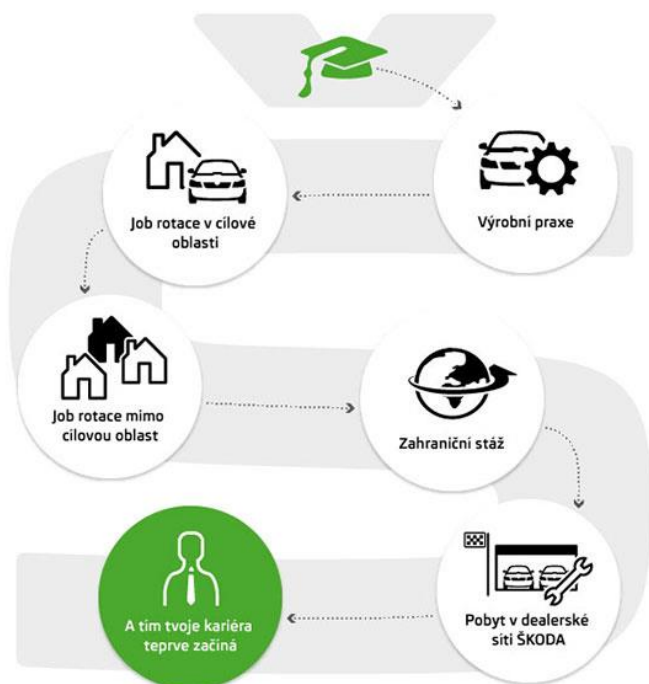 Výrobní praxe
Job rotace v cílové
oblasti
Job rotace mimo
cílovou oblast
Zahraniční stáž
Pobyt v dealerské
síti ŠKODA
A tím tvoje kariéra
teprve začíná